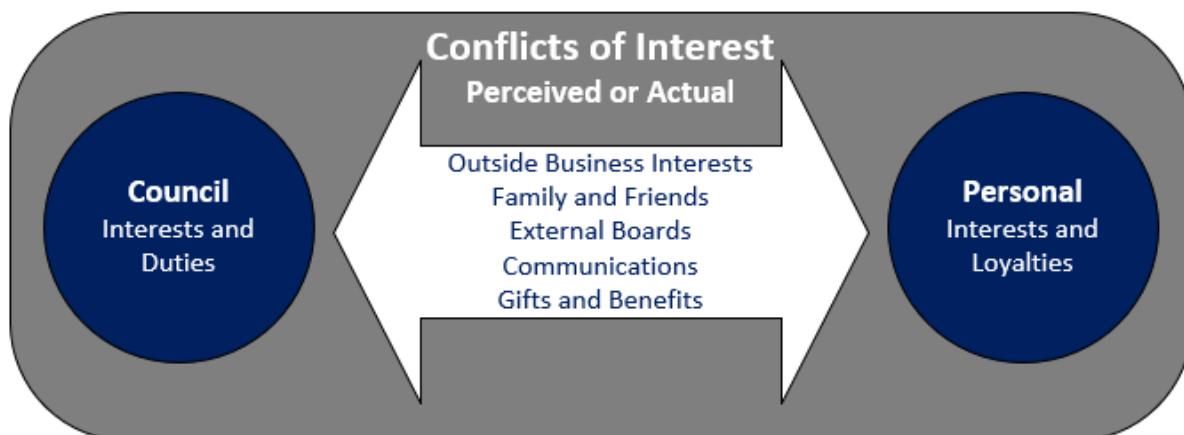 Conflicts of Interest
Perceived or Actual
Council
Interests and
Duties
Outside Business Interests
Family and Friends
External Boards
Communications
Gifts and Benefits
Personal
Interests and
Loyalties